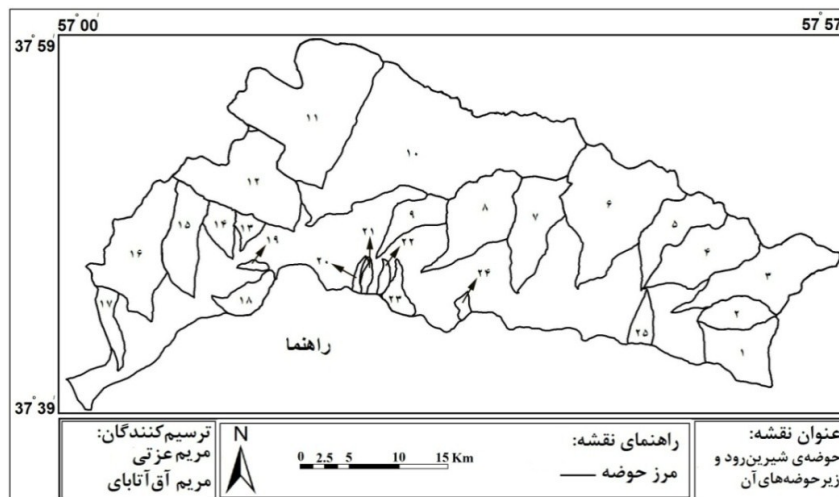 57°00′
57°57′
37°59′
37°39′
۱۱
۱۰
۱۲
۶
۵
۴
۳
۲
۱
۷
۸
۹
۲۱
۲۲
۲۰
۲۳
۲۴
۲۵
۱۳
۱۴
۱۵
۱۶
۱۷
۱۸
۱۹
راهنما
عنوان نقشه:
حوضه‌ی شیرین‌رود و
زیرحوضه‌های آن
راهنمای نقشه:
مرز حوضه
0 2.5 5 10 15 Km
N
ترسیم‌کنندگان:
مریم عزتی
مریم آق‌آتابای